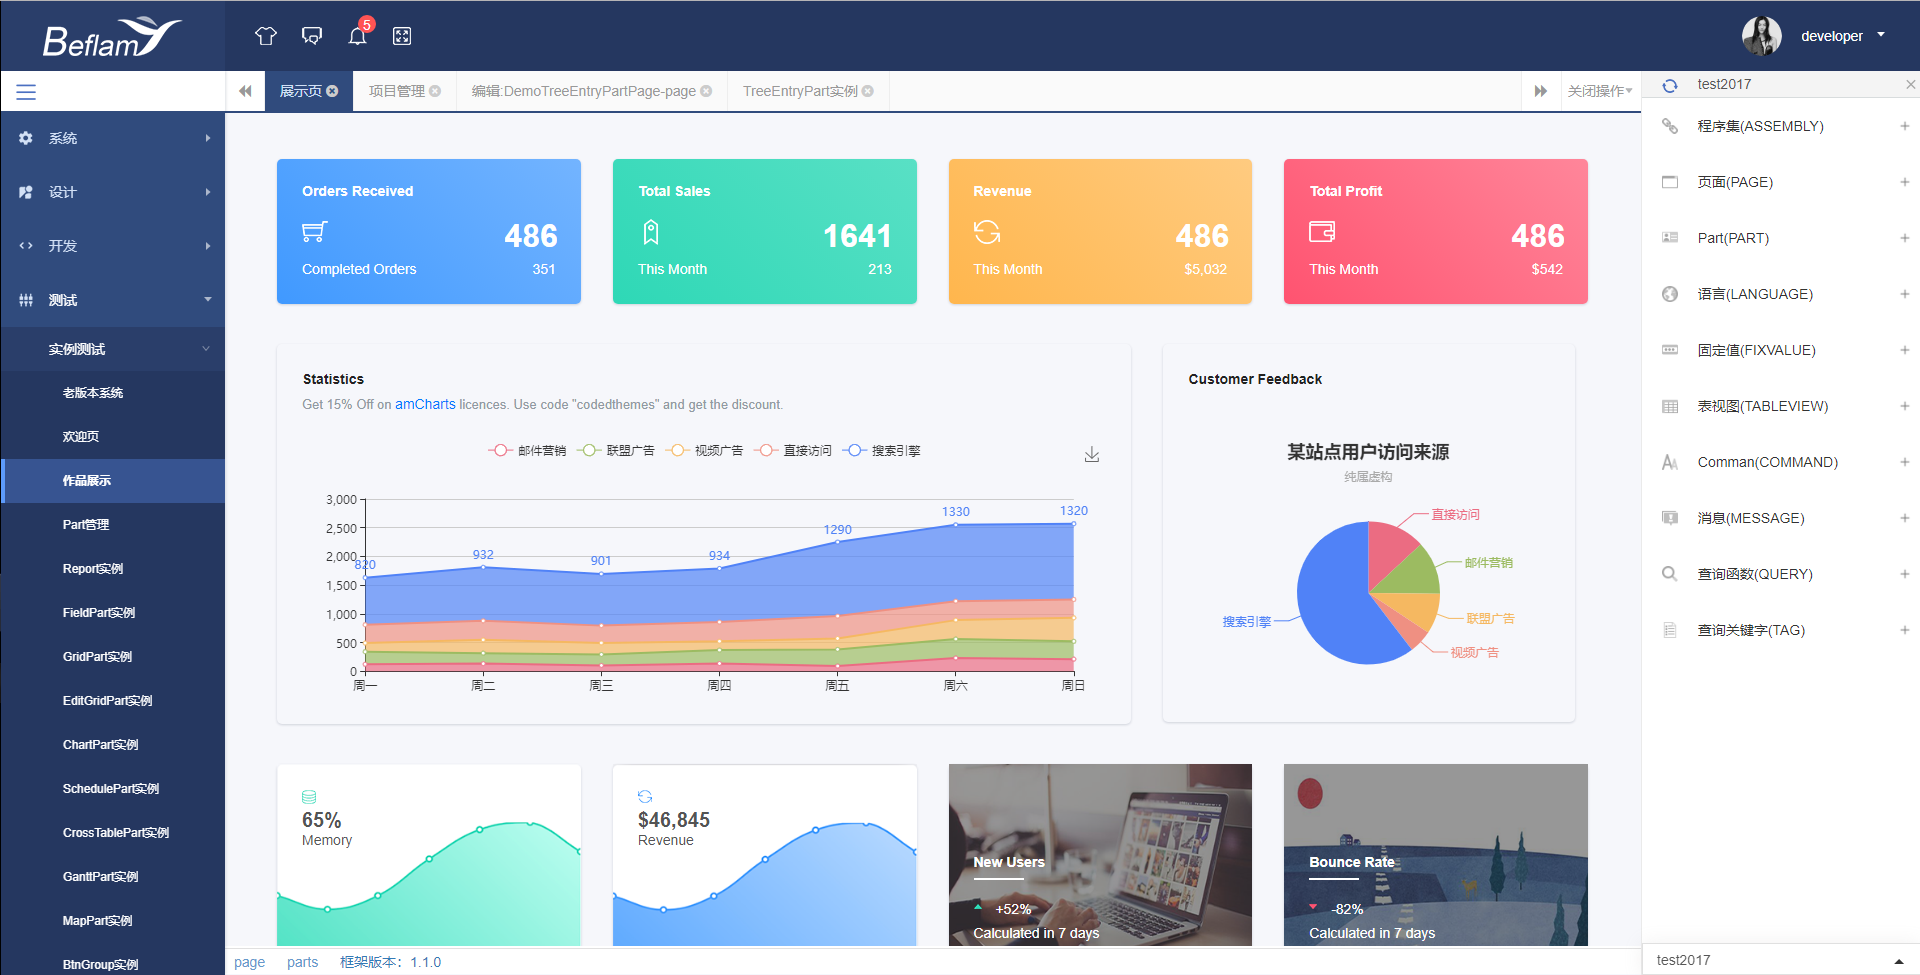 Beflam
5
developer
展示页
项目管理
编辑:DemoTreeEntryPartPage-page
TreeEntryPart实例
关闭操作
test2017
系统
设计
开发
测试
实例测试
老版本系统
欢迎页
作品展示
Part管理
Report实例
FieldPart实例
GridPart实例
EditGridPart实例
ChartPart实例
SchedulePart实例
CrossTablePart实例
GanttPart实例
MapPart实例
BtnGroup实例
Orders Received
486
Completed Orders
351
Total Sales
1641
This Month
213
Revenue
486
This Month
$5,032
Total Profit
486
This Month
$542
Statistics
Get 15% Off on amCharts licences. Use code "codedthemes" and get the discount.
邮件营销
联盟广告
视频广告
直接访问
搜索引擎
3,000
2,500
2,000
1,500
1,000
500
0
820
932
901
934
1290
1330
1320
周一
周二
周三
周四
周五
周六
周日
Customer Feedback
某站点用户访问来源
纯属虚构
直接访问
邮件营销
联盟广告
视频广告
搜索引擎
65%
Memory
$46,845
Revenue
New Users
+52%
Calculated in 7 days
Bounce Rate
-82%
Calculated in 7 days
程序集(ASSEMBLY)
页面(PAGE)
Part(PART)
语言(LANGUAGE)
固定值(FIXVALUE)
表视图(TABLEVIEW)
Comman(COMMAND)
消息(MESSAGE)
查询函数(QUERY)
查询关键字(TAG)
page
parts
框架版本：1.1.0
test2017